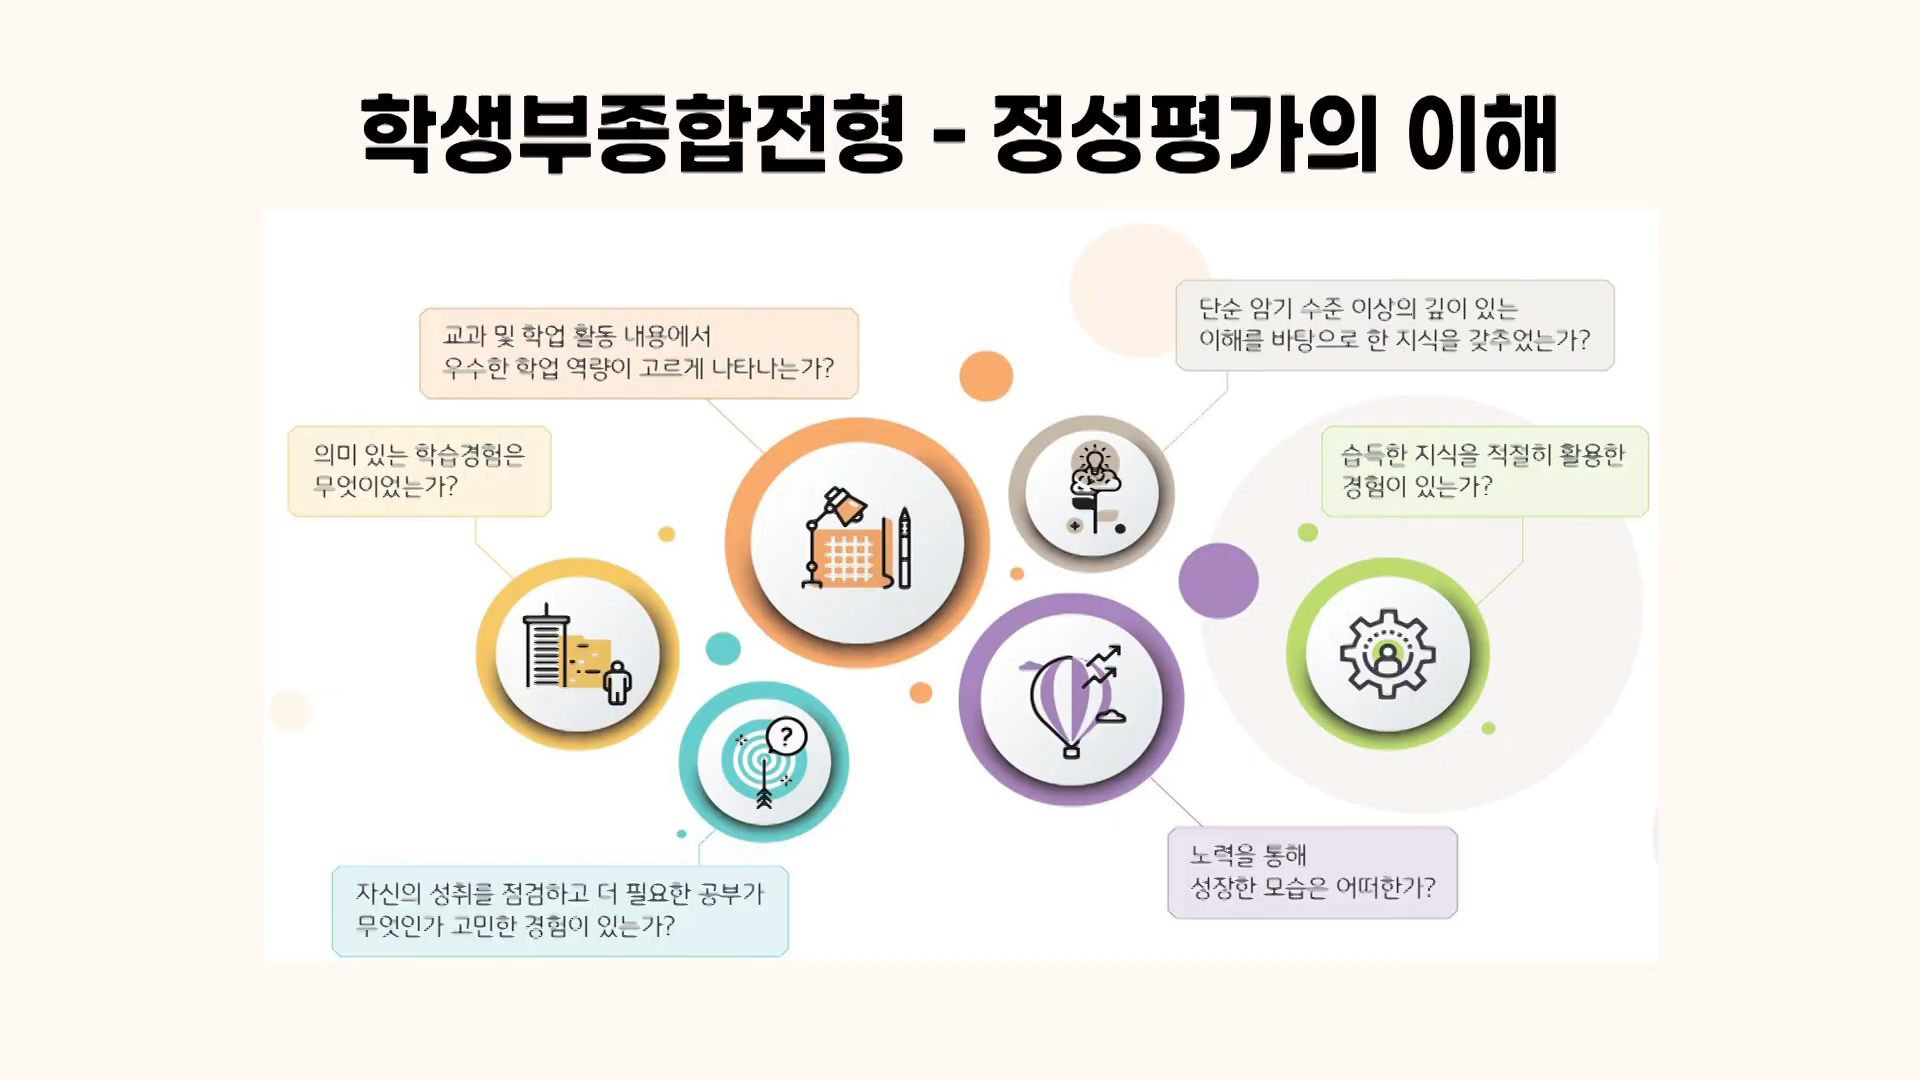 학생부종합전형 - 정성평가의 이해
교과 및 학업 활동 내용에서
우수한 학업 역량이 고르게 나타나는가?
단순 암기 수준 이상의 깊이 있는
이해를 바탕으로 한 지식을 갖추었는가?
의미 있는 학습경험은
무엇이었는가?
습득한 지식을 적절히 활용한
경험이 있는가?
?
노력을 통해
성장한 모습은 어떠한가?
자신의 성취를 점검하고 더 필요한 공부가
무엇인가 고민한 경험이 있는가?